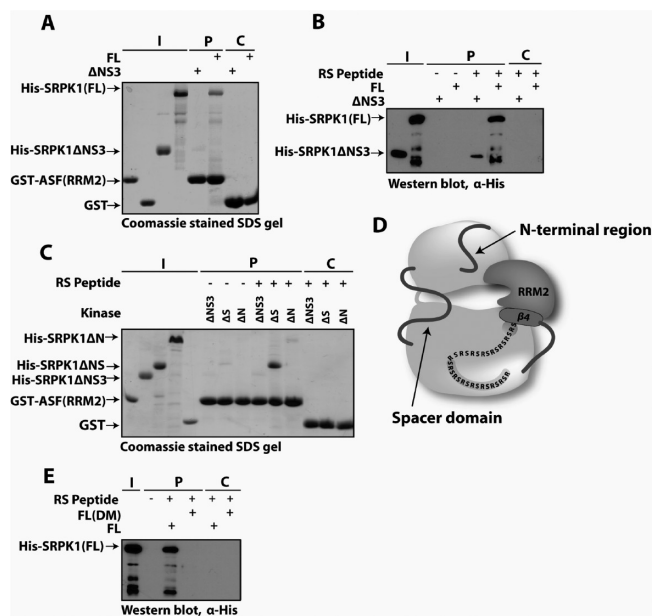 A
I P C
FL - +
ΔNS3 + -
His-SRPK1(FL)
His-SRPK1ΔNS3
GST-ASF(RRM2)
GST
Coomassie stained SDS gel
B
I P C
RS Peptide - - + + + +
FL + + +
ΔNS3 + + +
His-SRPK1(FL)
His-SRPK1ΔNS3
Western blot, α-His
C
I P C
RS Peptide - - - + + + + + +
Kinase ΔNS3 ΔS ΔN ΔNS3 ΔS ΔN ΔNS3 ΔS ΔN
His-SRPK1ΔN
His-SRPK1ΔNS
His-SRPK1ΔNS3
GST-ASF(RRM2)
GST
Coomassie stained SDS gel
D
N-terminal region
RRM2
β4
Spacer domain
E
I P C
RS Peptide - + + + +
FL(DM) + +
FL + +
His-SRPK1(FL)
Western blot, α-His